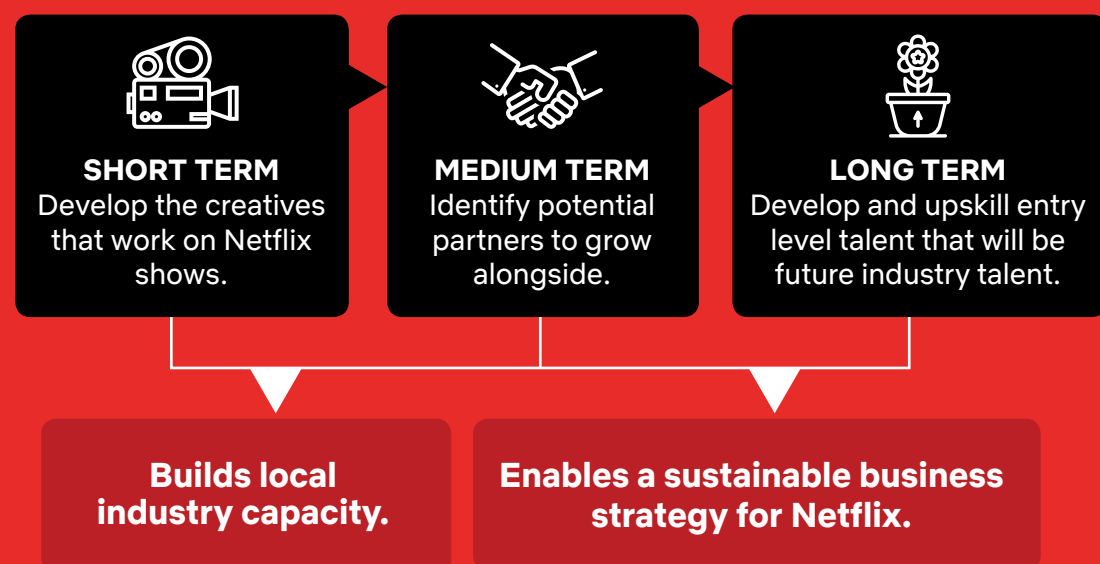 SHORT TERM
Develop the creatives
that work on Netflix
shows.
MEDIUM TERM
Identify potential
partners to grow
alongside.
LONG TERM
Develop and upskill entry
level talent that will be
future industry talent.
Builds local
industry capacity.
Enables a sustainable business
strategy for Netflix.